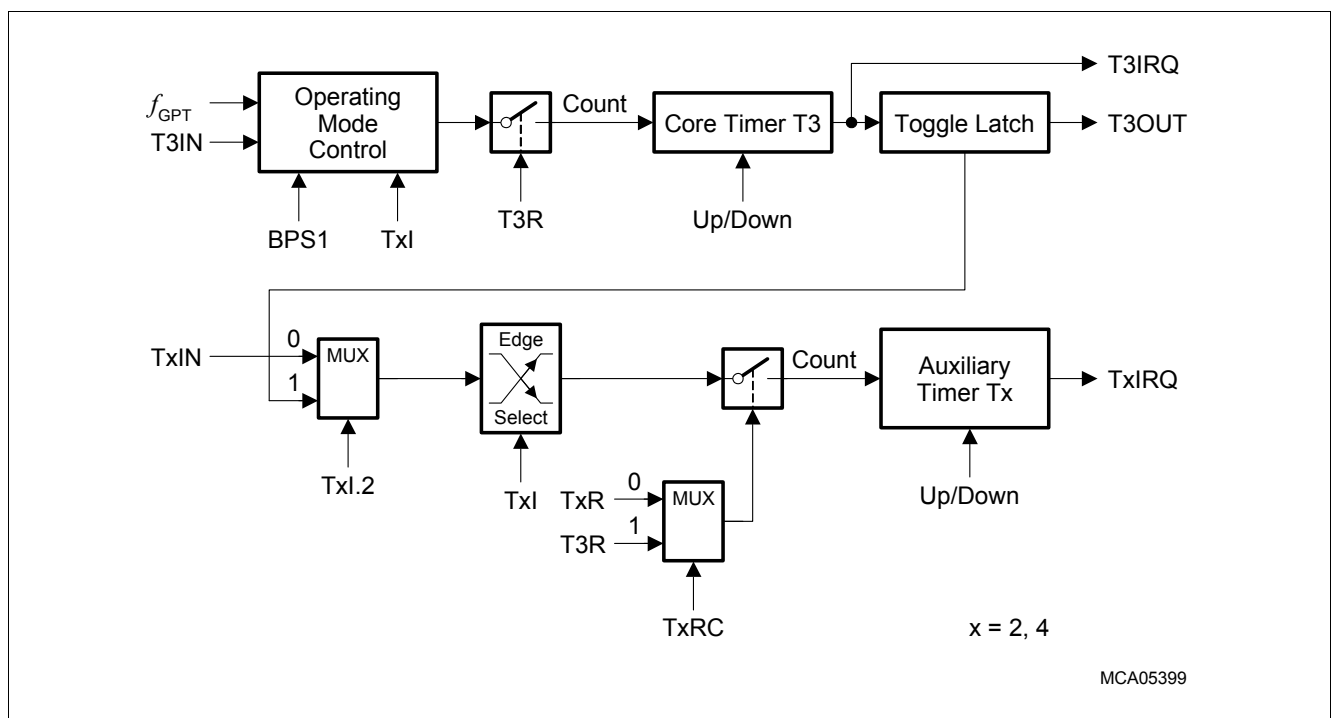 f GPT
T3IN
Operating
Mode
Control
BPS1
TxI
T3R
Count
Core Timer T3
Up/Down
Toggle Latch
T3IRQ
T3OUT
TxIN
0
1
MUX
TxI.2
Edge
Select
TxI
TxR
0
T3R
1
MUX
TxRC
Count
Auxiliary
Timer Tx
Up/Down
TxIRQ
x = 2, 4
MCA05399